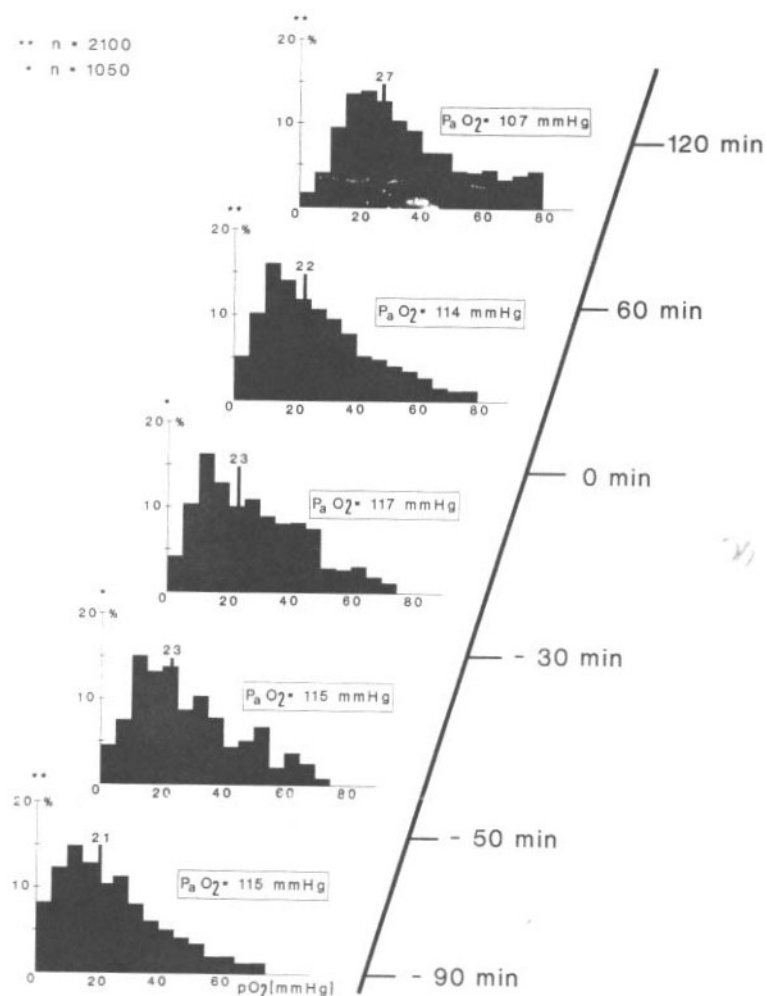 ** n = 2100
* n = 1050
**
20 %
27
10
PaO2= 107 mmHg
0 20 40 60 80
120 min
**
20 %
22
10
PaO2= 114 mmHg
0 20 40 60 80
60 min
*
20 %
23
10
PaO2= 117 mmHg
0 20 40 60 80
0 min
*
20 %
23
10
PaO2= 115 mmHg
0 20 40 60 80
- 30 min
**
20 %
21
10
PaO2= 115 mmHg
0 20 40 60 pO2[mmHg]
- 50 min
- 90 min